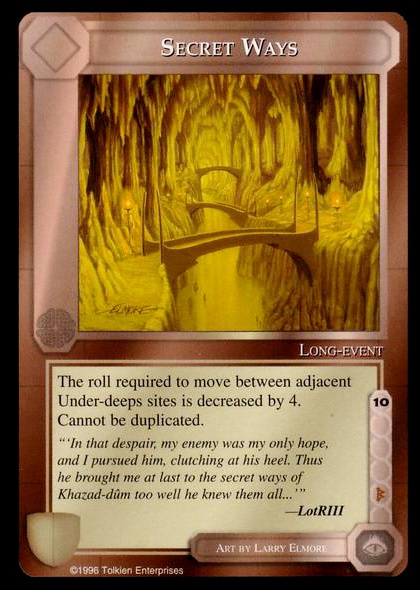 SECRET WAYS
ELMORE
LONG-EVENT
The roll required to move between adjacent
Under-deeps sites is decreased by 4.
Cannot be duplicated.
10
"'In that despair, my enemy was my only hope,
and I pursued him, clutching at his heel. Thus
he brought me at last to the secret ways of
Khazad-dûm too well he knew them all...'"
—LotRIII
ART BY LARRY ELMORE
©1996 Tolkien Enterprises